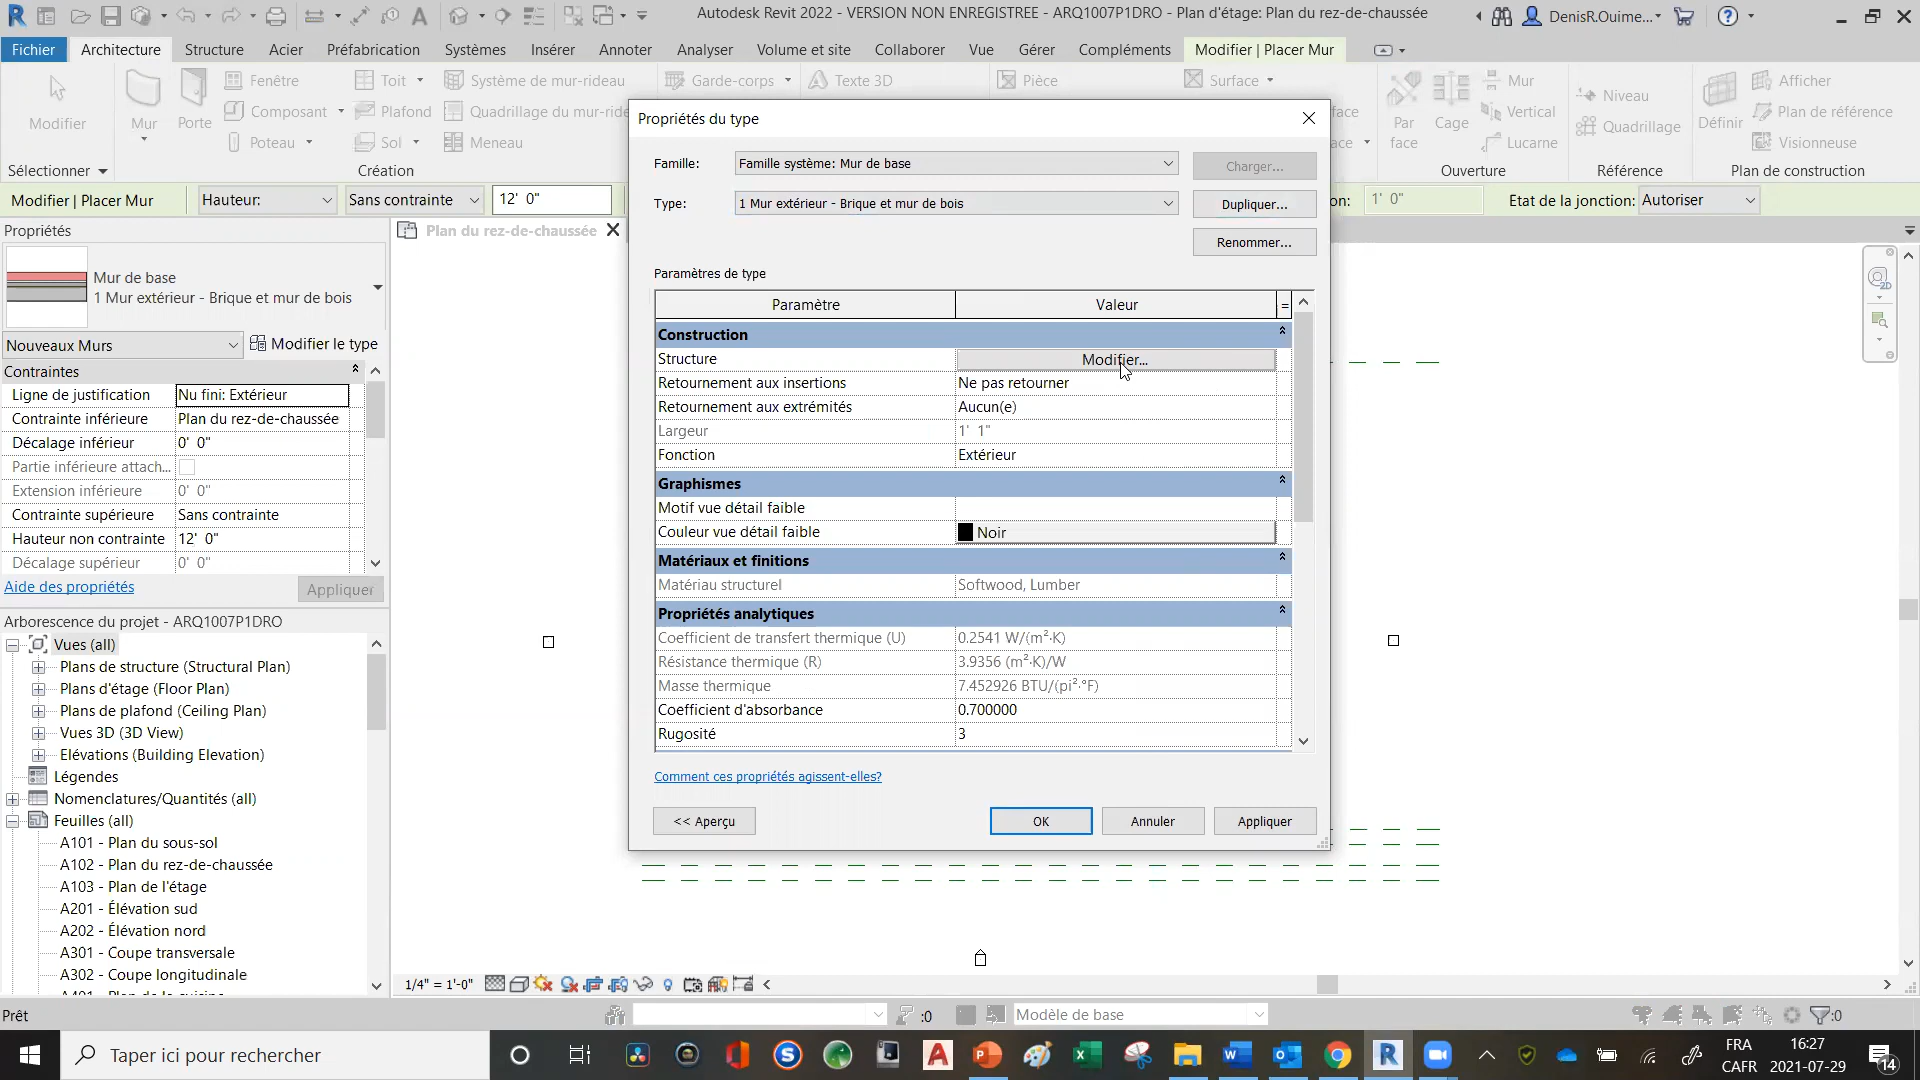 Autodesk Revit 2022 - VERSION NON ENREGISTREE - ARQ1007P1DRO - Plan d'étage: Plan du rez-de-chaussée
DenisR.Ouime...
Fichier Architecture Structure Acier Préfabrication Systèmes Insérer Annoter Analyser Volume et site Collaborer Vue Gérer Compléments Modifier | Placer Mur
Modifier
Mur
Porte
Fenêtre
Composant
Poteau
Toit
Plafond
Sol
Système de mur-rideau
Quadrillage du mur-ride
Meneau
Garde-corps
Texte 3D
Pièce
Surface
Par face
Cage
Mur
Vertical
Lucarne
Niveau
Quadrillage
Définir
Afficher
Plan de référence
Visionneuse
Sélectionner
Création
Ouverture
Référence
Plan de construction
Modifier | Placer Mur
Hauteur:
Sans contrainte
12' 0"
on:
1' 0"
Etat de la jonction:
Autoriser
Propriétés
Mur de base
1 Mur extérieur - Brique et mur de bois
Nouveaux Murs
Modifier le type
Contraintes
Ligne de justification Nu fini: Extérieur
Contrainte inférieure Plan du rez-de-chaussée
Décalage inférieur 0' 0"
Partie inférieure attach...
Extension inférieure 0' 0"
Contrainte supérieure Sans contrainte
Hauteur non contrainte 12' 0"
Décalage supérieur 0' 0"
Aide des propriétés
Appliquer
Arborescence du projet - ARQ1007P1DRO
Vues (all)
Plans de structure (Structural Plan)
Plans d'étage (Floor Plan)
Plans de plafond (Ceiling Plan)
Vues 3D (3D View)
Elévations (Building Elevation)
Légendes
Nomenclatures/Quantités (all)
Feuilles (all)
A101 - Plan du sous-sol
A102 - Plan du rez-de-chaussée
A103 - Plan de l'étage
A201 - Élévation sud
A202 - Élévation nord
A301 - Coupe transversale
A302 - Coupe longitudinale
Plan du rez-de-chaussée
Propriétés du type
Famille: Famille système: Mur de base Charger...
Type: 1 Mur extérieur - Brique et mur de bois Dupliquer...
Renommer...
Paramètres de type
Paramètre Valeur =
Construction
Structure Modifier...
Retournement aux insertions Ne pas retourner
Retournement aux extrémités Aucun(e)
Largeur 1' 1"
Fonction Extérieur
Graphismes
Motif vue détail faible
Couleur vue détail faible Noir
Matériaux et finitions
Matériau structurel Softwood, Lumber
Propriétés analytiques
Coefficient de transfert thermique (U) 0.2541 W/(m²·K)
Résistance thermique (R) 3.9356 (m²·K)/W
Masse thermique 7.452926 BTU/(pi²·°F)
Coefficient d'absorbance 0.700000
Rugosité 3
Comment ces propriétés agissent-elles?
<< Aperçu
OK
Annuler
Appliquer
1/4" = 1'-0"
Prêt
:0
Modèle de base
:0
Taper ici pour rechercher
FRA
CAFR
16:27
2021-07-29
14